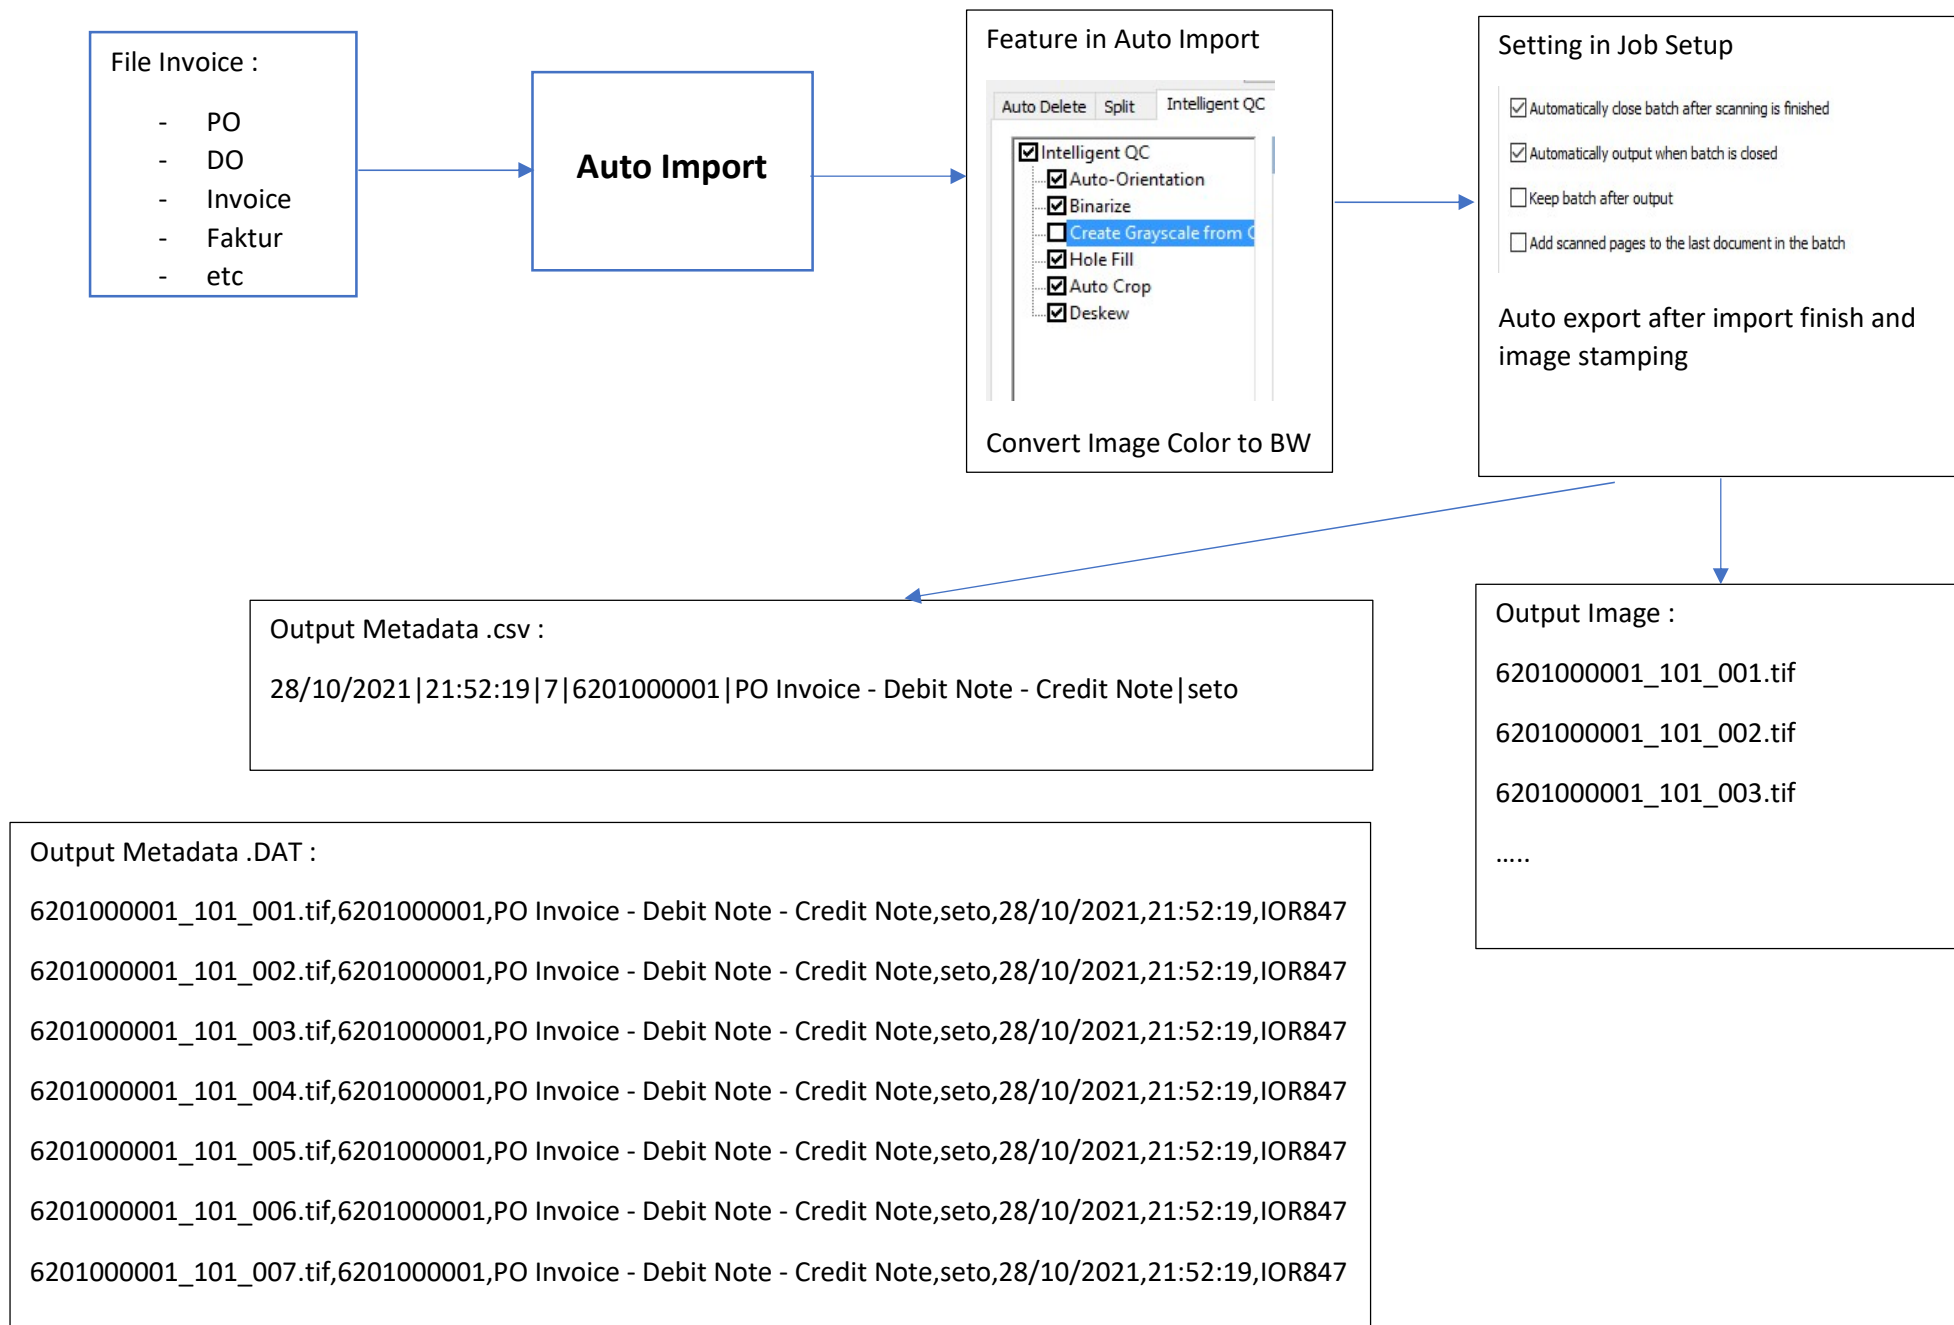 File Invoice :
- PO
- DO
- Invoice
- Faktur
- etc
Auto Import
Feature in Auto Import
Auto Delete Split Intelligent QC
Intelligent QC
Auto-Orientation
Binarize
Create Grayscale from
Hole Fill
Auto Crop
Deskew
Convert Image Color to BW
Setting in Job Setup
Automatically close batch after scanning is finished
Automatically output when batch is closed
Keep batch after output
Add scanned pages to the last document in the batch
Auto export after import finish and
image stamping
Output Metadata .csv :
28/10/2021|21:52:19|7|6201000001|PO Invoice - Debit Note - Credit Note|seto
Output Image :
6201000001_101_001.tif
6201000001_101_002.tif
6201000001_101_003.tif
…..
Output Metadata .DAT :
6201000001_101_001.tif,6201000001,PO Invoice - Debit Note - Credit Note,seto,28/10/2021,21:52:19,IOR847
6201000001_101_002.tif,6201000001,PO Invoice - Debit Note - Credit Note,seto,28/10/2021,21:52:19,IOR847
6201000001_101_003.tif,6201000001,PO Invoice - Debit Note - Credit Note,seto,28/10/2021,21:52:19,IOR847
6201000001_101_004.tif,6201000001,PO Invoice - Debit Note - Credit Note,seto,28/10/2021,21:52:19,IOR847
6201000001_101_005.tif,6201000001,PO Invoice - Debit Note - Credit Note,seto,28/10/2021,21:52:19,IOR847
6201000001_101_006.tif,6201000001,PO Invoice - Debit Note - Credit Note,seto,28/10/2021,21:52:19,IOR847
6201000001_101_007.tif,6201000001,PO Invoice - Debit Note - Credit Note,seto,28/10/2021,21:52:19,IOR847